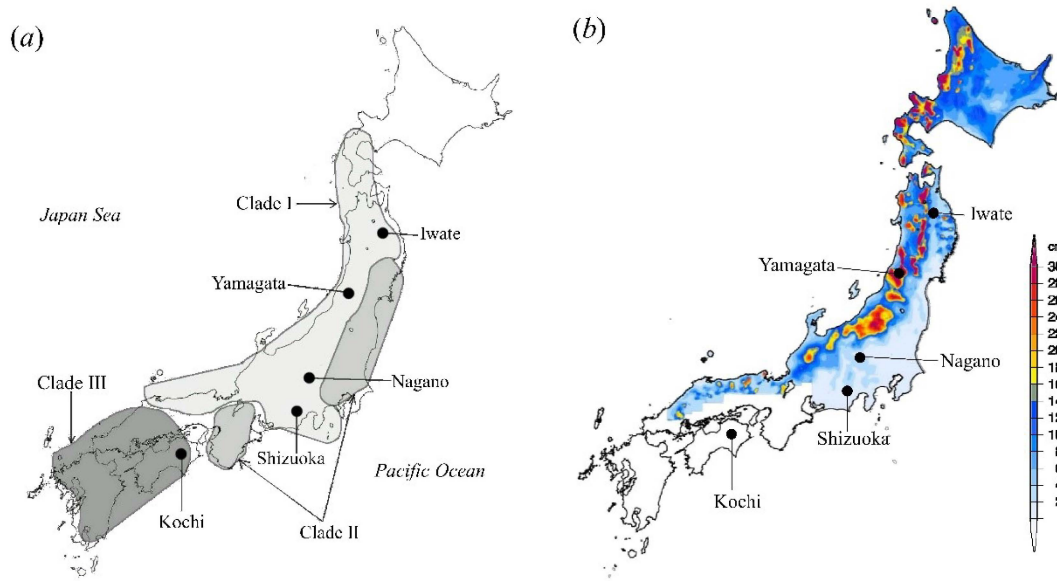 (a)
(b)
Clade I
Japan Sea
Iwate
Iwate
Yamagata
Yamagata
Nagano
Nagano
Clade III
Shizuoka
Shizuoka
Pacific Ocean
Kochi
Kochi
Clade II